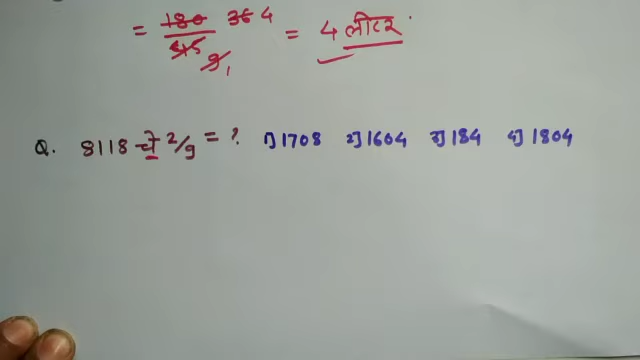 = 180 36 4 / 45 9 1 = 4 लीटर
Q. 8118 चे 2/9 = ? 1) 1708 2) 1604 3) 184 4) 1804